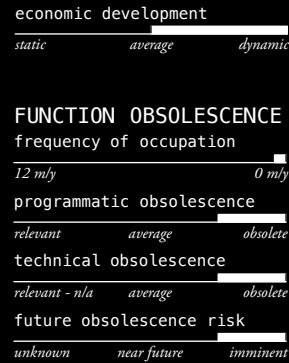 economic development
static average dynamic
FUNCTION OBSOLESCENCE
frequency of occupation
12 m/y 0 m/y
programmatic obsolescence
relevant average obsolete
technical obsolescence
relevant - n/a average obsolete
future obsolescence risk
unknown near future imminent